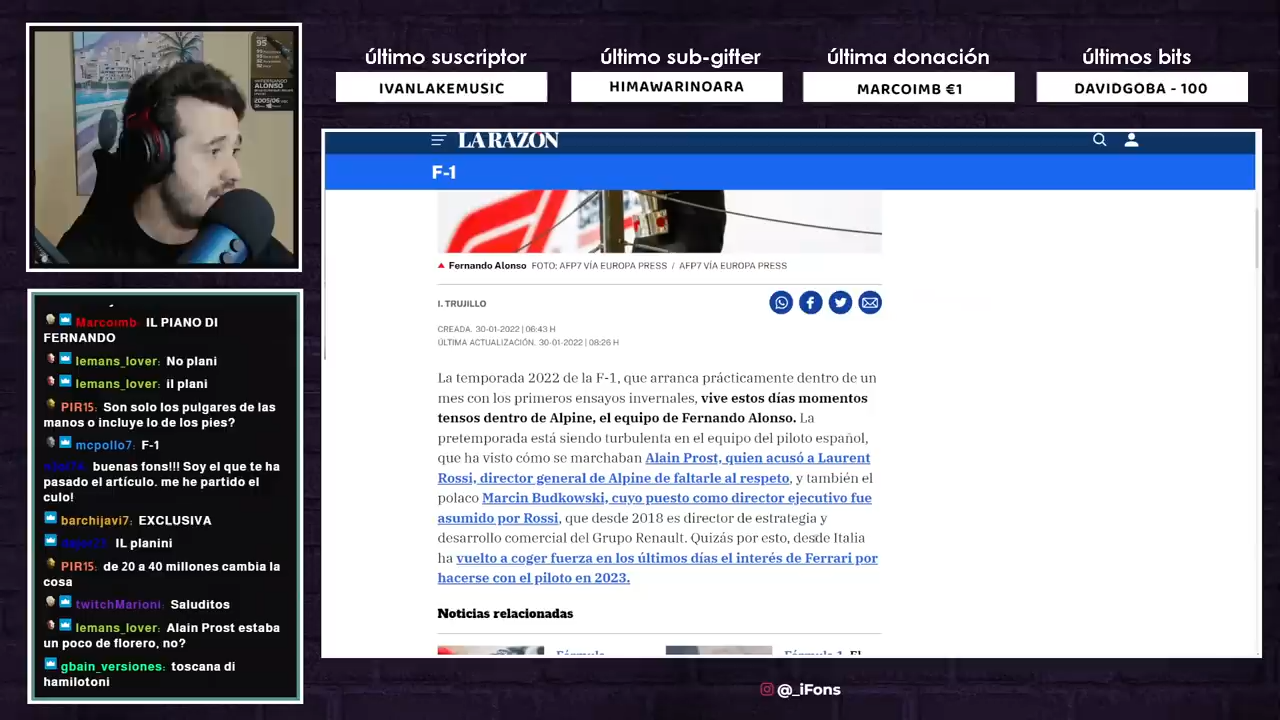 último suscriptor
IVANLAKEMUSIC
último sub-gifter
HIMAWARINOARA
última donación
MARCOIMB €1
últimos bits
DAVIDGOBA - 100
95
FERNANDO
ALONSO
2005/06
Marcoimb: IL PIANO DI
FERNANDO
lemans_lover: No plani
lemans_lover: il plani
PIR15: Son solo los pulgares de las
manos o incluye lo de los pies?
mcpollo7: F-1
buenas fons!!! Soy el que te ha
pasado el artículo. me he partido el
culo!
barchijavi7: EXCLUSIVA
IL planini
PIR15: de 20 a 40 millones cambia la
cosa
twitchMarioni: Saluditos
lemans_lover: Alain Prost estaba
un poco de florero, no?
gbain_versiones: toscana di
hamilotoni
LA RAZÓN
F-1
Fernando Alonso FOTO: AFP7 VÍA EUROPA PRESS / AFP7 VÍA EUROPA PRESS
I. TRUJILLO
CREADA. 30-01-2022 | 06:43 H
ÚLTIMA ACTUALIZACIÓN. 30-01-2022 | 08:26 H
La temporada 2022 de la F-1, que arranca prácticamente dentro de un
mes con los primeros ensayos invernales, vive estos días momentos
tensos dentro de Alpine, el equipo de Fernando Alonso. La
pretemporada está siendo turbulenta en el equipo del piloto español,
que ha visto cómo se marchaban Alain Prost, quien acusó a Laurent
Rossi, director general de Alpine de faltarle al respeto, y también el
polaco Marcin Budkowski, cuyo puesto como director ejecutivo fue
asumido por Rossi, que desde 2018 es director de estrategia y
desarrollo comercial del Grupo Renault. Quizás por esto, desde Italia
ha vuelto a coger fuerza en los últimos días el interés de Ferrari por
hacerse con el piloto en 2023.
Noticias relacionadas
Fórmula
Fórmula 1. El
@_iFons